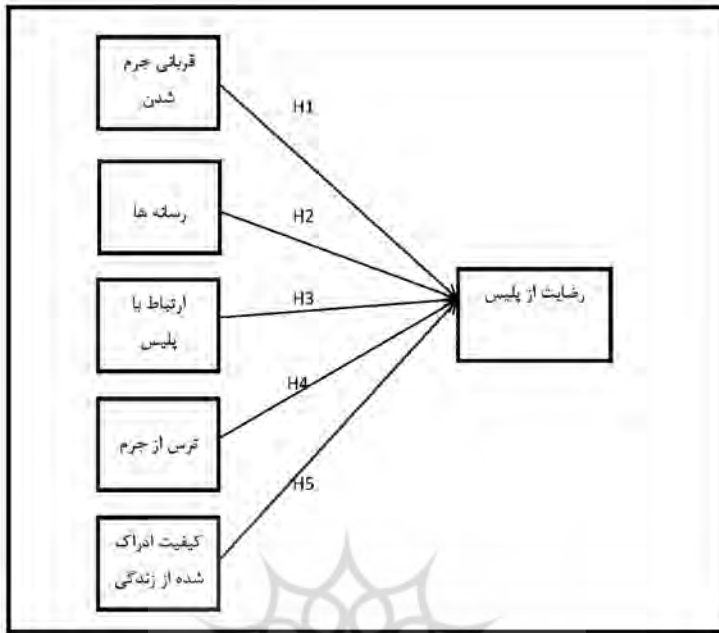 قربانی جرم
شدن
H1
رسانه ها
H2
ارتباط با
پلیس
H3
رضایت از پلیس
ترس از جرم
H4
کیفیت ادراک
شده از زندگی
H5